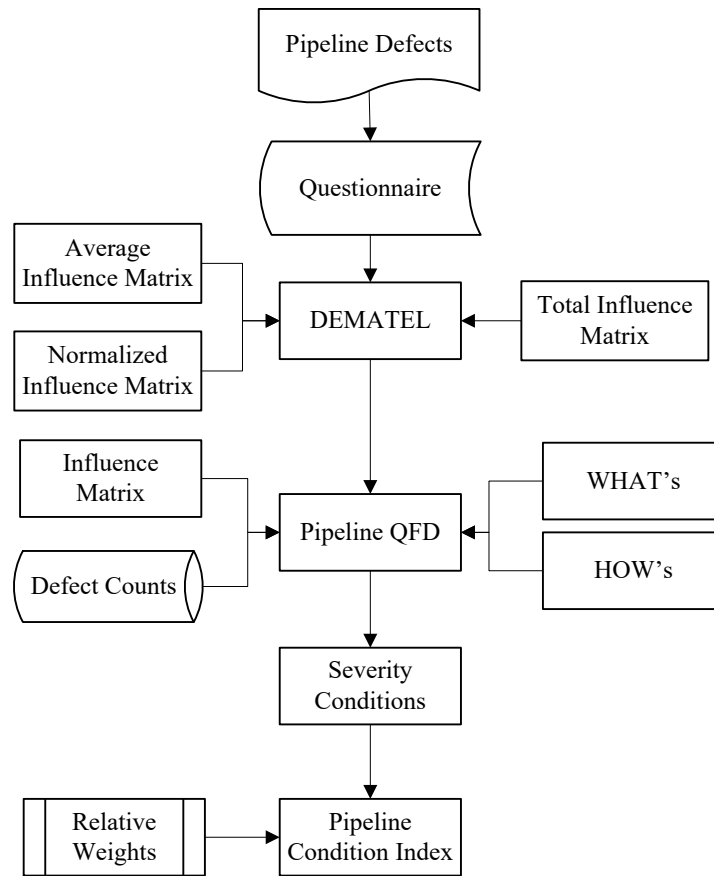 Pipeline Defects
Questionnaire
Average
Influence Matrix
DEMATEL
Total Influence
Matrix
Normalized
Influence Matrix
Influence
Matrix
WHAT’s
Pipeline QFD
Defect Counts
HOW’s
Severity
Conditions
Relative
Weights
Pipeline
Condition Index